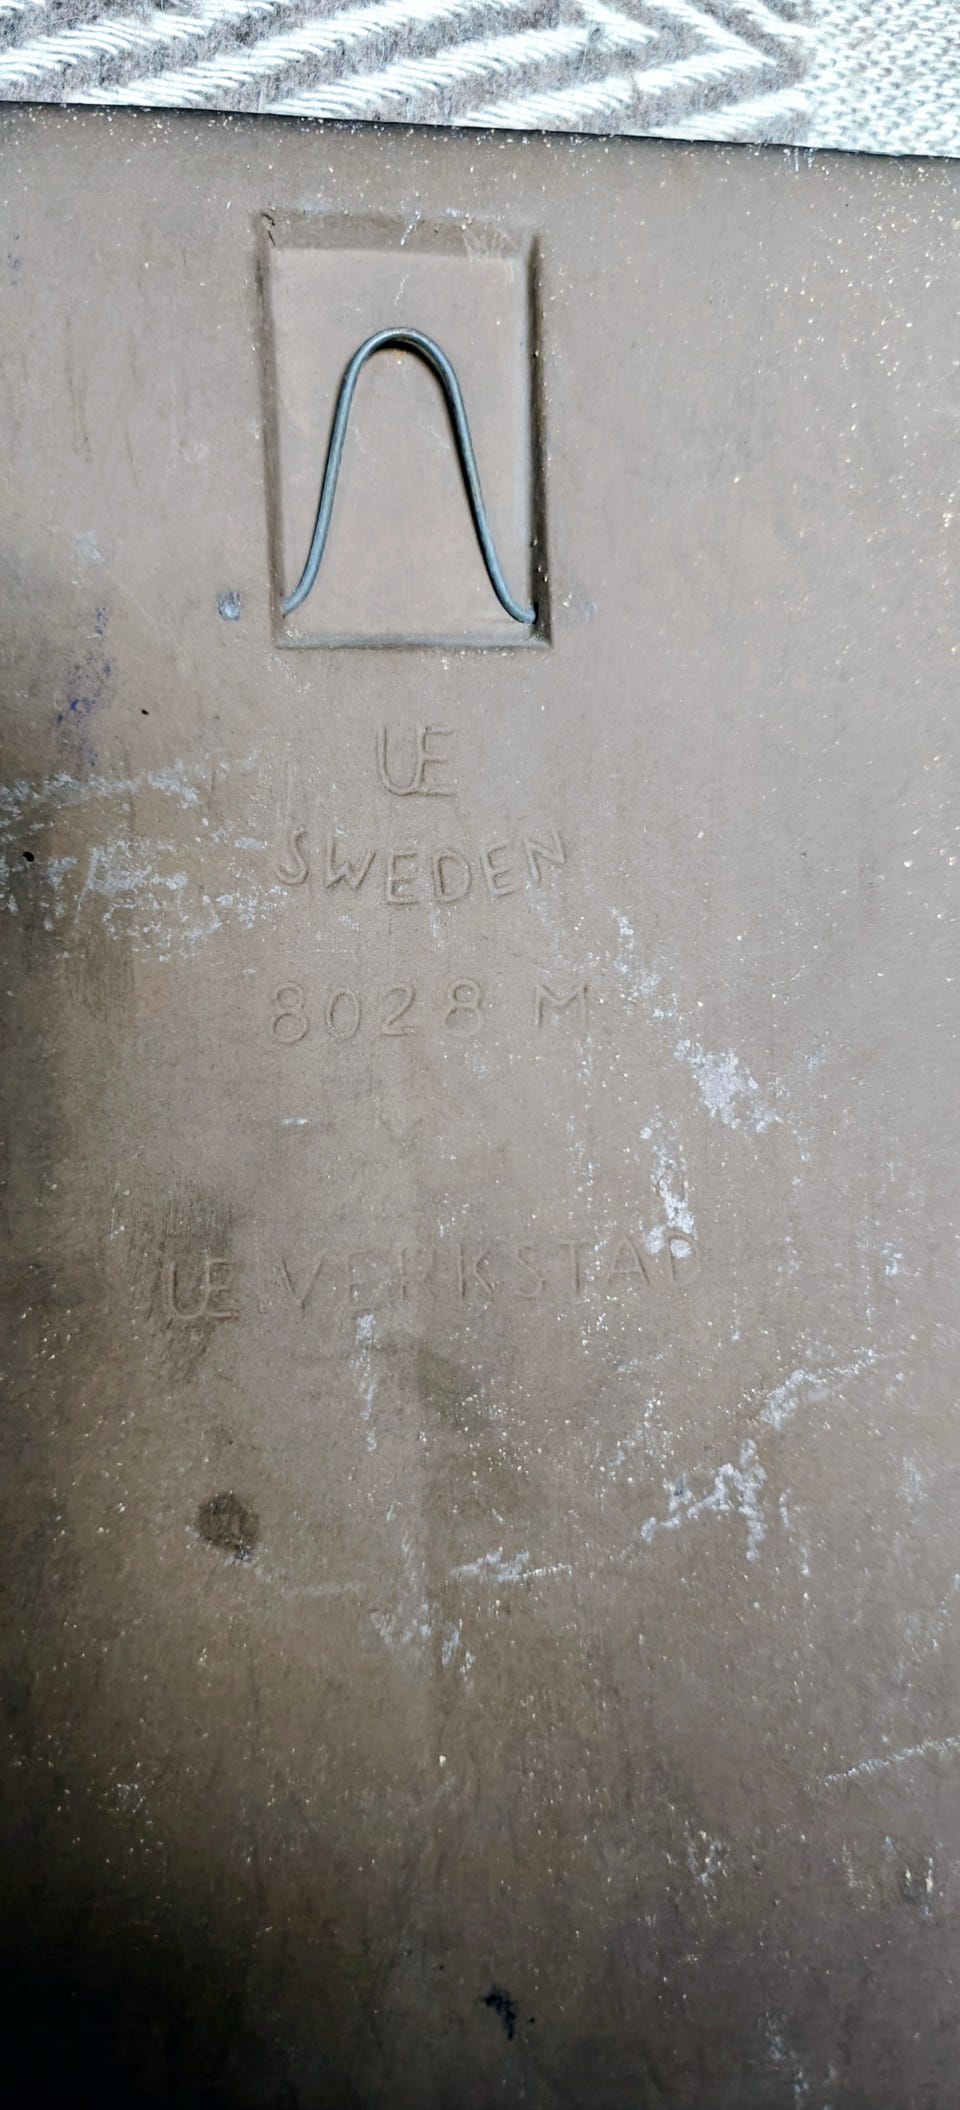 UE
SWEDEN
8028 M
UE VERKSTAD